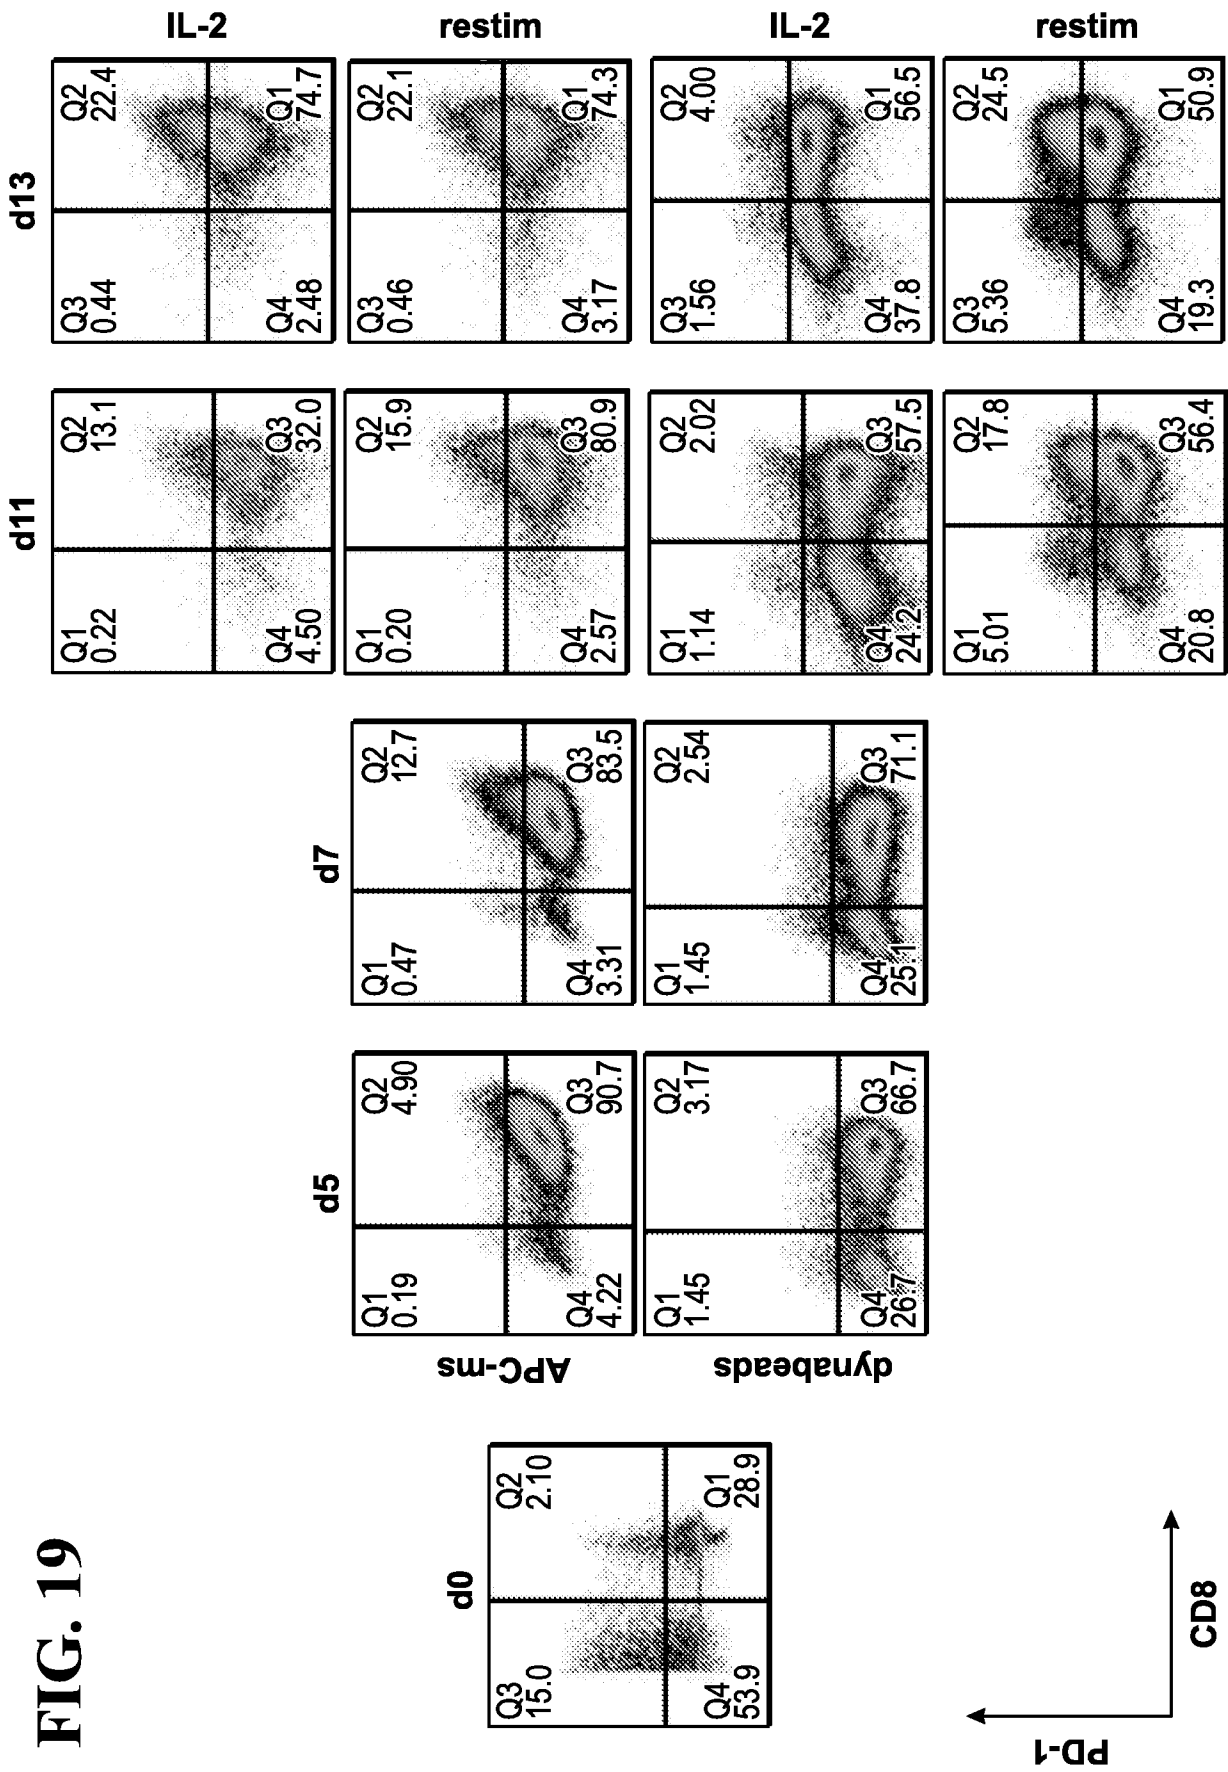 FIG. 19
d0
Q3
15.0
Q2
2.10
Q4
53.9
Q1
28.9
PD-1
CD8
d5
d7
d11
d13
APC-ms
dynabeads
IL-2
restim
IL-2
restim
Q1
0.19
Q2
4.90
Q4
4.22
Q3
90.7
Q1
1.45
Q2
3.17
Q4
26.7
Q3
66.7
Q1
0.47
Q2
12.7
Q4
3.31
Q3
83.5
Q1
1.45
Q2
2.54
Q4
25.1
Q3
71.1
Q1
0.22
Q2
13.1
Q4
4.50
Q3
32.0
Q1
0.20
Q2
15.9
Q4
2.57
Q3
80.9
Q1
1.14
Q2
2.02
Q4
24.2
Q3
57.5
Q1
5.01
Q2
17.8
Q4
20.8
Q3
56.4
Q3
0.44
Q2
22.4
Q4
2.48
Q1
74.7
Q3
0.46
Q2
22.1
Q4
3.17
Q1
74.3
Q3
1.56
Q2
4.00
Q4
37.8
Q1
56.5
Q3
5.36
Q2
24.5
Q4
19.3
Q1
50.9